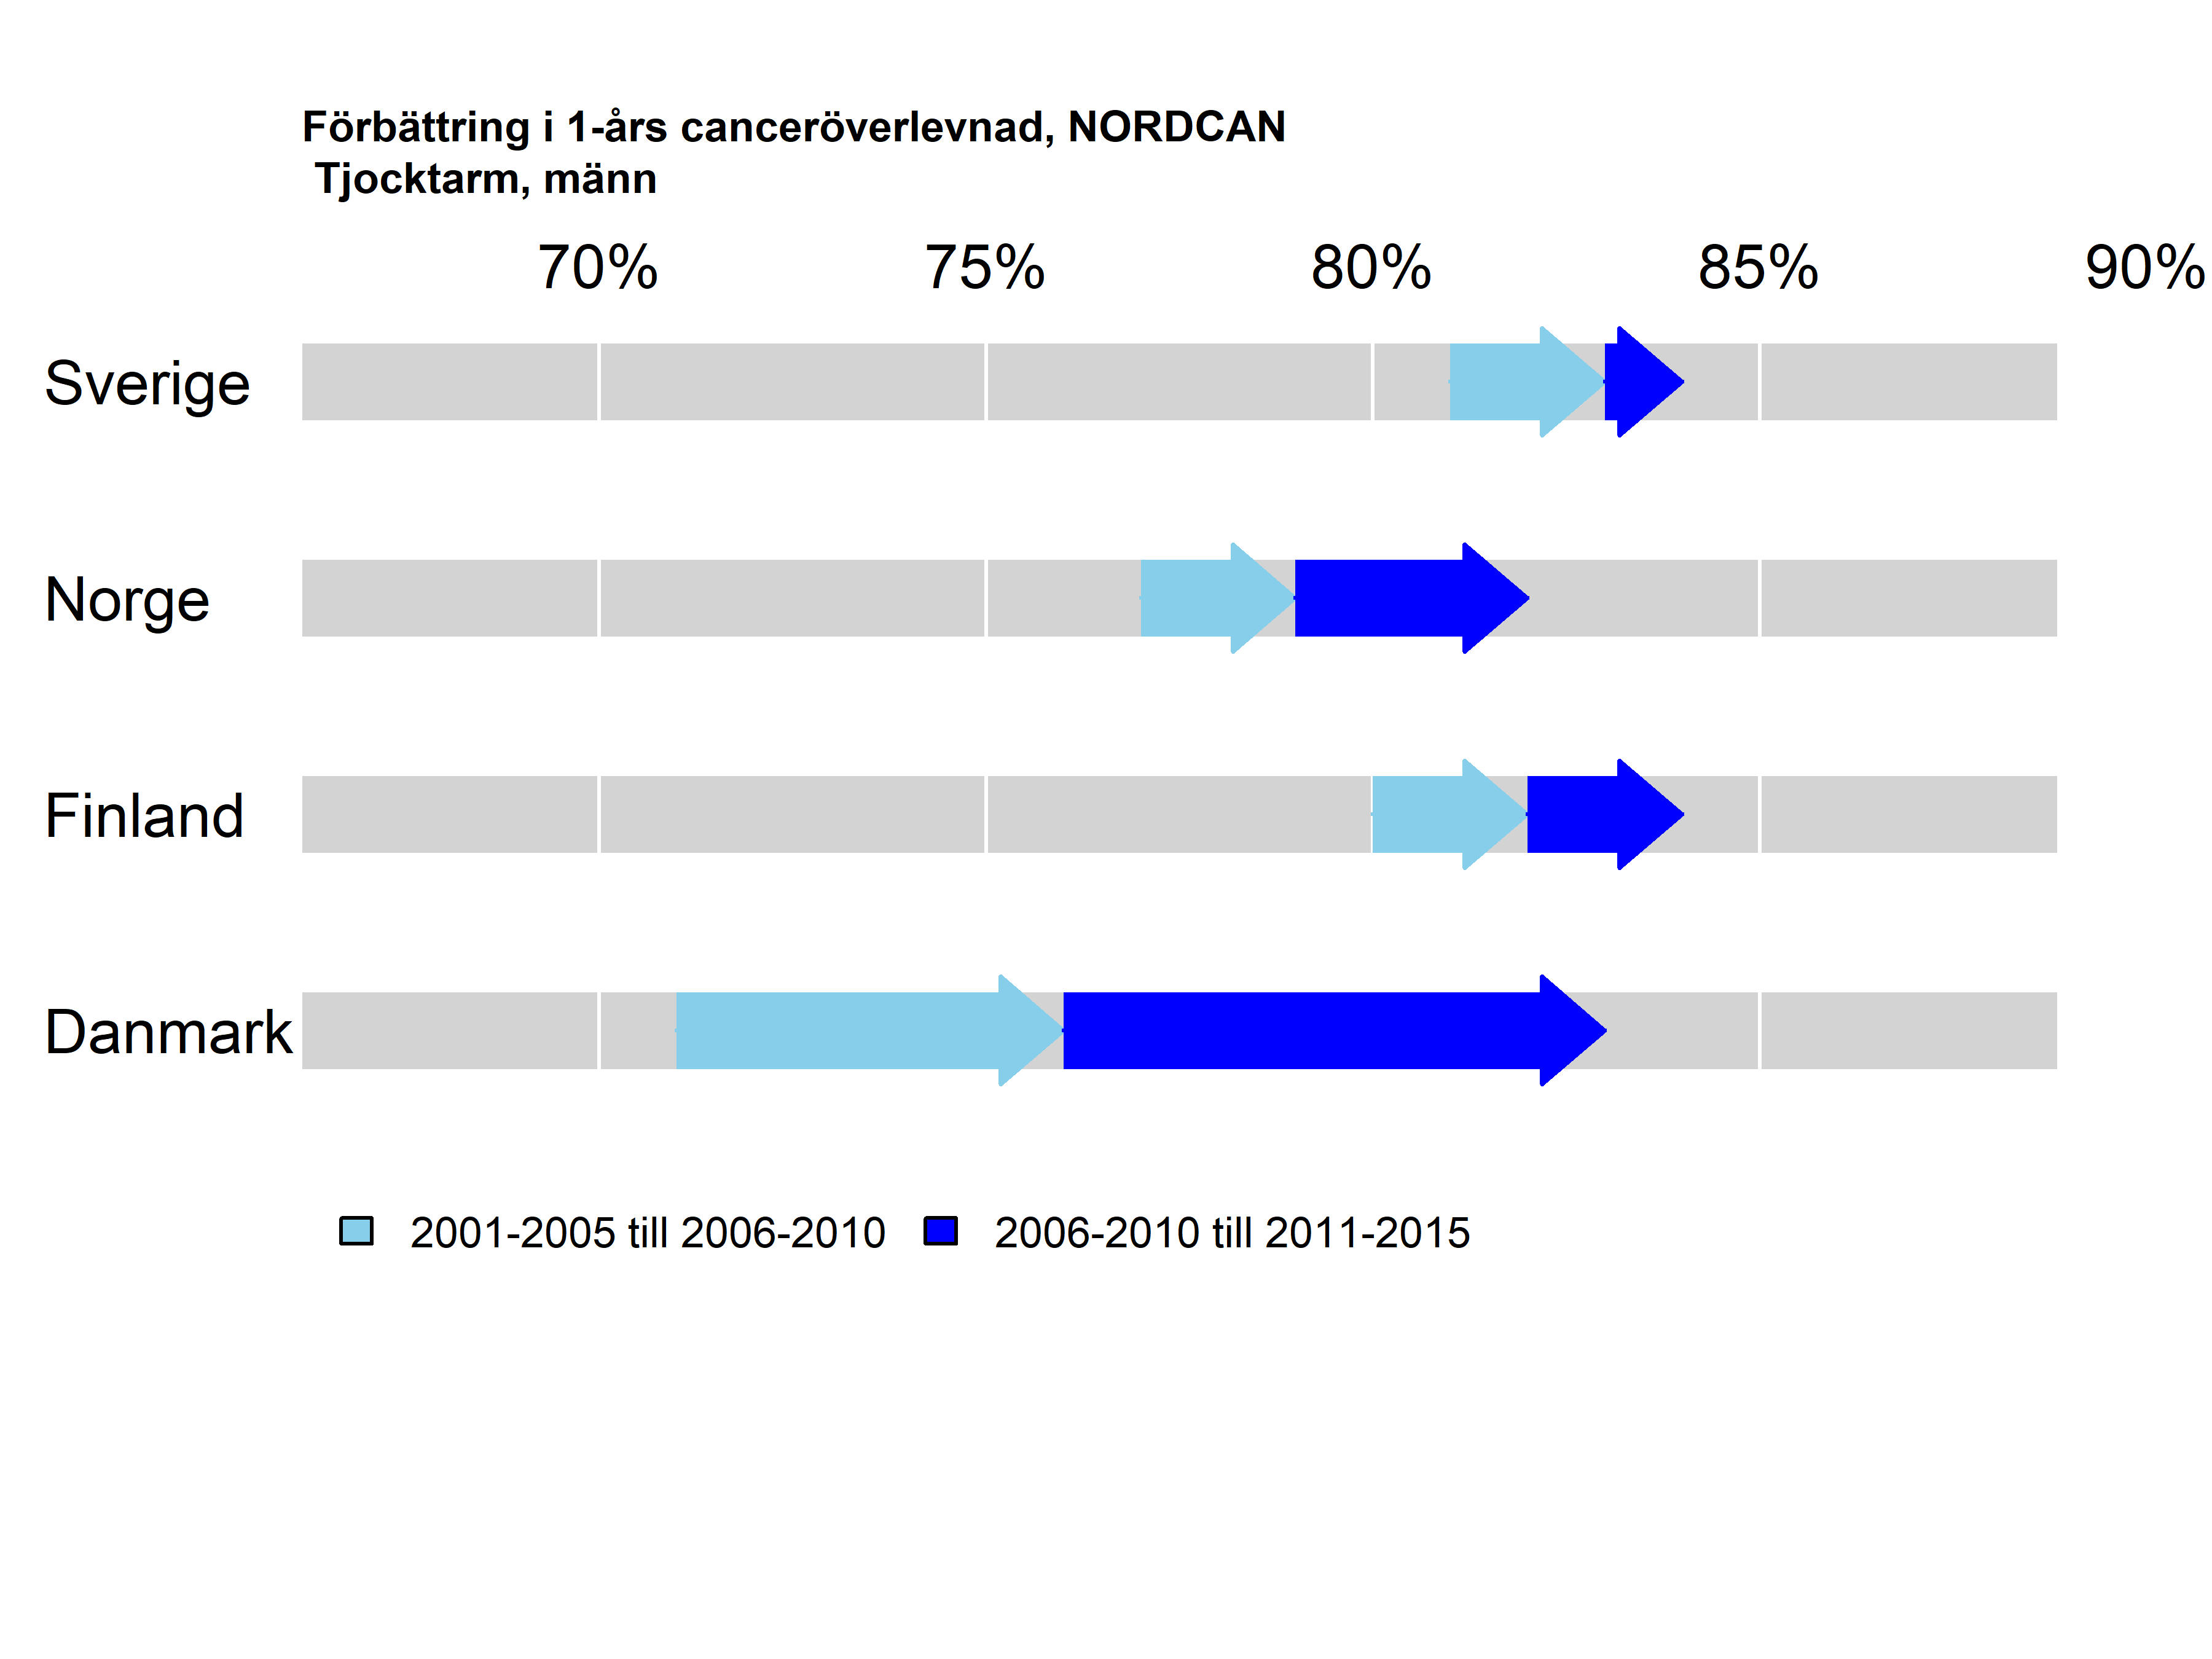 Förbättring i 1-års canceröverlevnad, NORDCAN
Tjocktarm, männ
70% 75% 80% 85% 90%
Sverige
Norge
Finland
Danmark
2001-2005 till 2006-2010 2006-2010 till 2011-2015